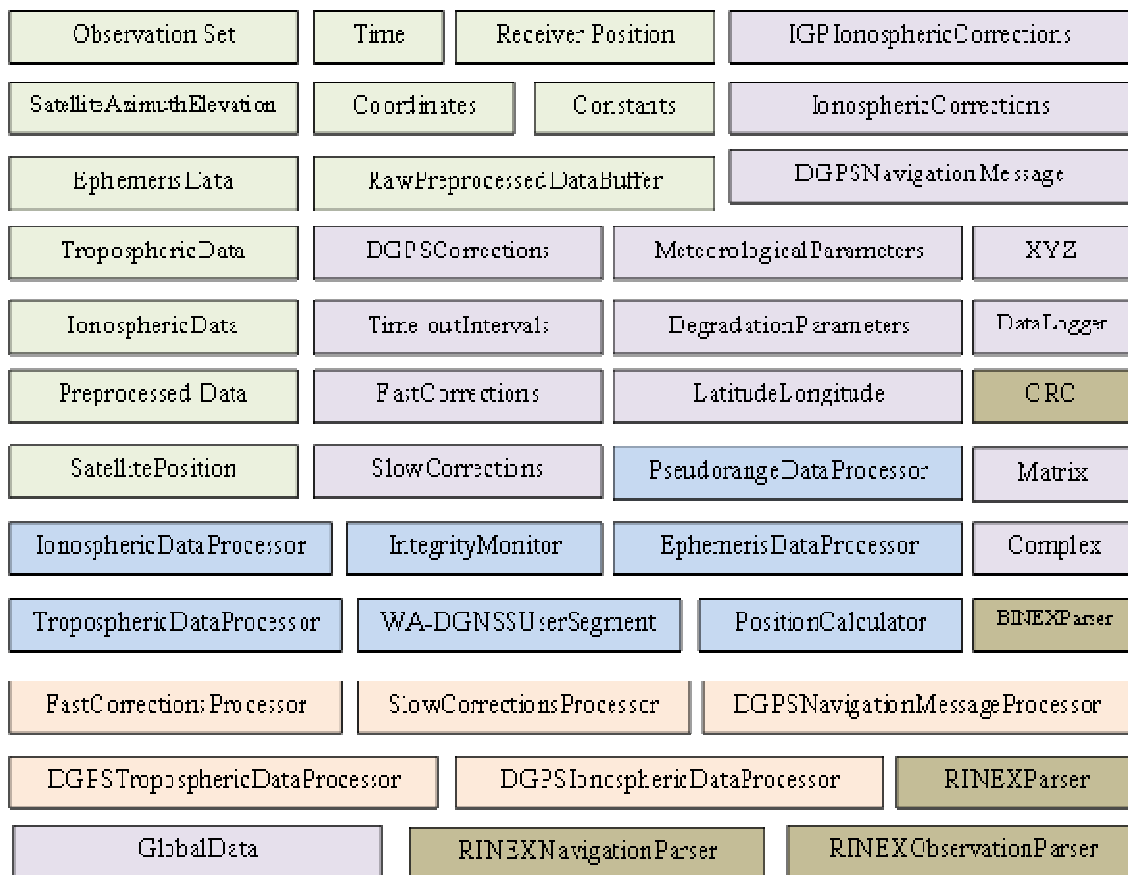 Observation Set
Time
Receiver Position
IGPIonosphericCorrections
SatelliteAzimuthElevation
Coordinates
Constants
IonosphericCorrections
EphemerisData
RawPreprocessedDataBuffer
DGPSNavigationMessage
TroposphericData
DGPSCorrections
MeteorologicalParameters
XYZ
IonosphericData
Time-outIntervals
DegradationParameters
DataLogger
Preprocessed Data
FastCorrections
LatitudeLongitude
CRC
SatellitePosition
SlowCorrections
PseudorangeDataProcessor
Matrix
IonosphericDataProcessor
IntegrityMonitor
EphemerisDataProcessor
Complex
TroposphericDataProcessor
WA-DGNSSUserSegment
PositionCalculator
BINEXParser
FastCorrectionsProcessor
SlowCorrectionsProcessor
DGPSNavigationMessageProcessor
DGPSTroposphericDataProcessor
DGPSIonosphericDataProcessor
RINEXParser
GlobalData
RINEXNavigationParser
RINEXObservationParser